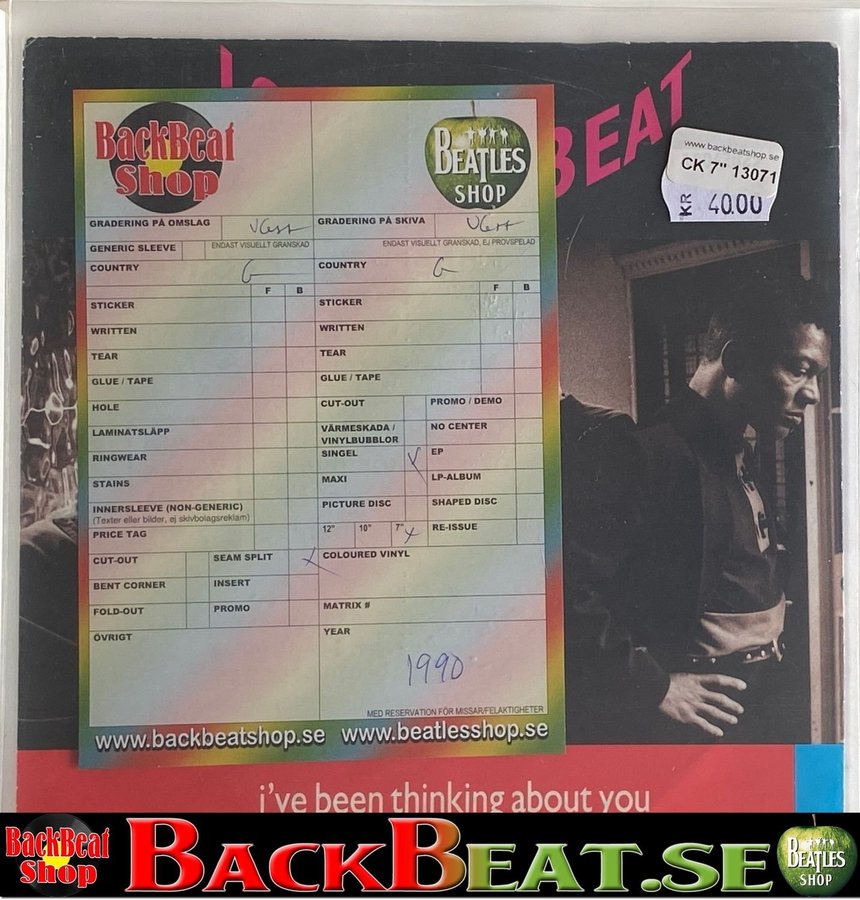 BEAT
www.backbeatshop.se
CK 7" 13071
KR 40.00
BackBeat
Shop
BEATLES
SHOP
GRADERING PÅ OMSLAG
GRADERING PÅ SKIVA
GENERIC SLEEVE
ENDAST VISUELLT GRANSKAD
ENDAST VISUELLT GRANSKAD, EJ PROVSPELAD
COUNTRY G
COUNTRY G
F B
F B
STICKER
STICKER
WRITTEN
WRITTEN
TEAR
TEAR
GLUE / TAPE
GLUE / TAPE
HOLE
CUT-OUT
PROMO / DEMO
LAMINATSLÄPP
VÄRMESKADA /
VINYLBUBBLOR
NO CENTER
RINGWEAR
SINGEL X
EP
STAINS
MAXI
LP-ALBUM
INNERSLEEVE (NON-GENERIC)
(Texter eller bilder, ej skivbolagsreklam)
PICTURE DISC
SHAPED DISC
PRICE TAG
12" 10" 7" X
RE-ISSUE
CUT-OUT
SEAM SPLIT X
COLOURED VINYL
BENT CORNER
INSERT
FOLD-OUT
PROMO
MATRIX #
ÖVRIGT
YEAR
1990
MED RESERVATION FÖR MISSAR/FELAKTIGHETER
www.backbeatshop.se www.beatlesshop.se
i've been thinking about you
BackBeat
Shop
BACKBEAT.SE
BEATLES
SHOP